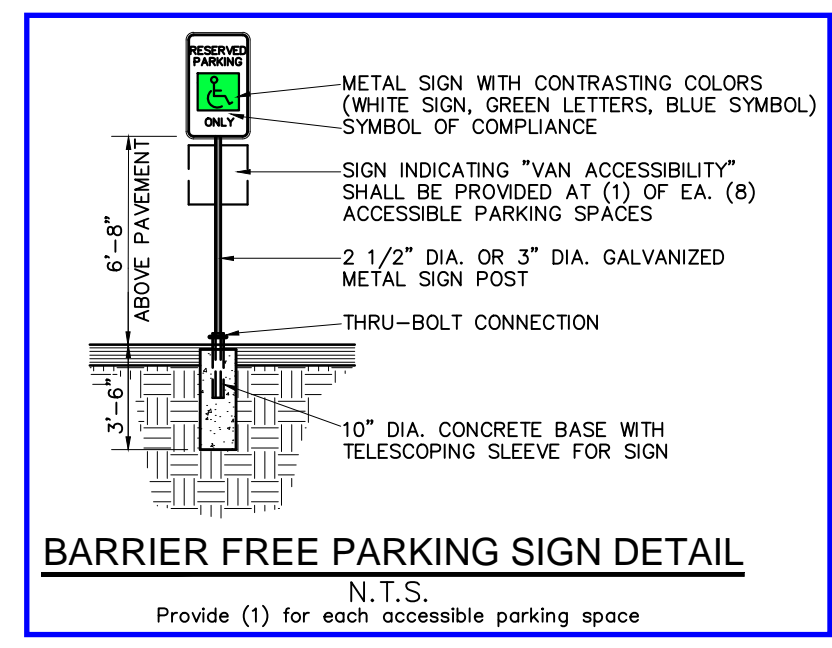 RESERVED
PARKING
ONLY
METAL SIGN WITH CONTRASTING COLORS
(WHITE SIGN, GREEN LETTERS, BLUE SYMBOL)
SYMBOL OF COMPLIANCE
SIGN INDICATING "VAN ACCESSIBILITY"
SHALL BE PROVIDED AT (1) OF EA. (8)
ACCESSIBLE PARKING SPACES
6'-8"
ABOVE PAVEMENT
2 1/2" DIA. OR 3" DIA. GALVANIZED
METAL SIGN POST
THRU-BOLT CONNECTION
3'-6"
10" DIA. CONCRETE BASE WITH
TELESCOPING SLEEVE FOR SIGN
BARRIER FREE PARKING SIGN DETAIL
N.T.S.
Provide (1) for each accessible parking space